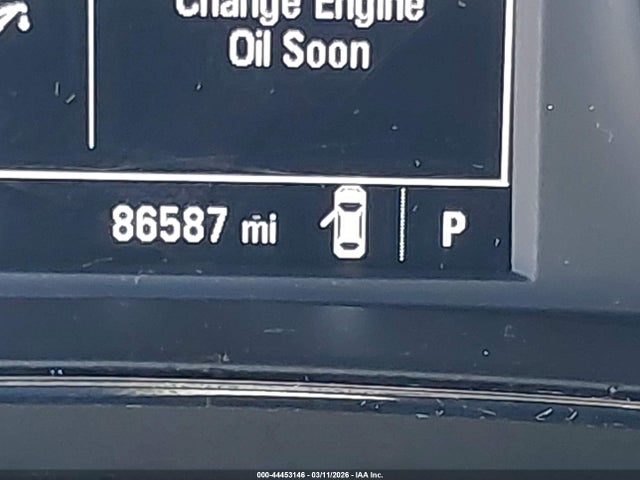 Change Engine
Oil Soon
86587 mi
P
000-44453146 - 03/11/2026 - IAA Inc.